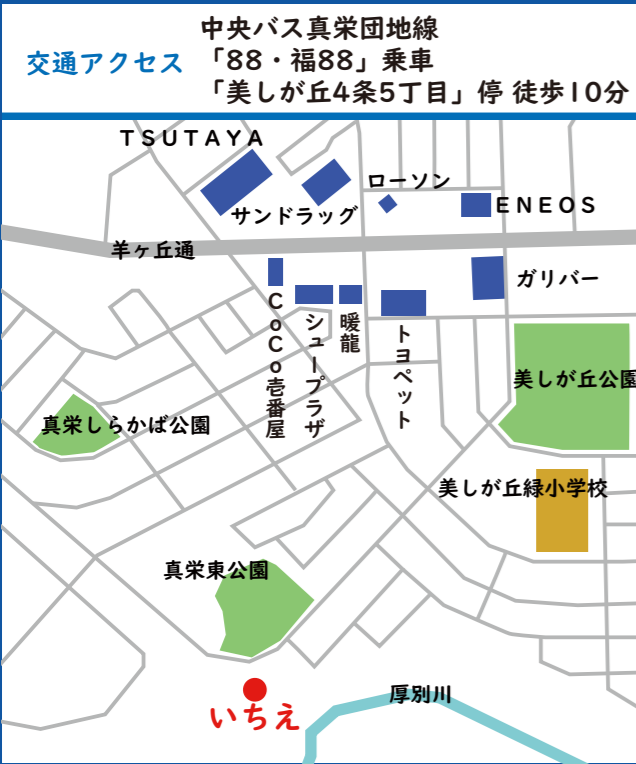 中央バス真栄団地線
交通アクセス 「88・福88」乗車
「美しが丘4条5丁目」停 徒歩10分
TSUTAYA
サンドラッグ
ローソン
ENEOS
羊ヶ丘通
ガリバー
CoCo壱番屋
シュープラザ
暖龍
トヨペット
美しが丘公園
真栄しらかば公園
美しが丘緑小学校
真栄東公園
いちえ
厚別川